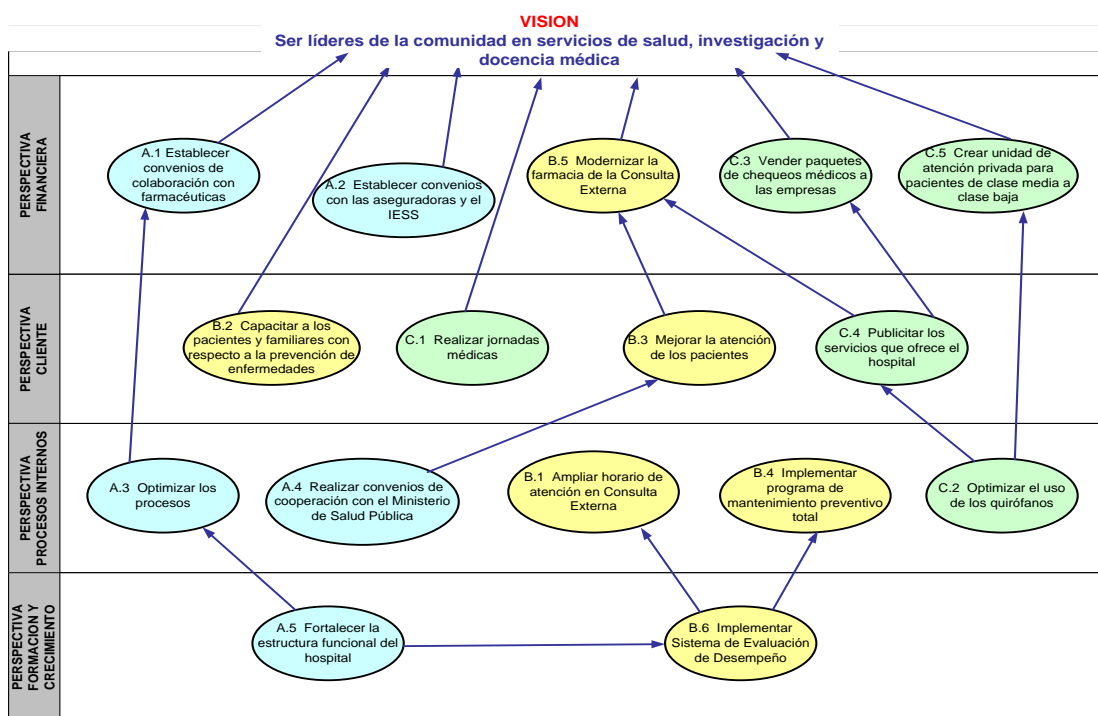 VISION
Ser líderes de la comunidad en servicios de salud, investigación y
docencia médica
PERSPECTIVA
FINANCIERA
A.1 Establecer
convenios de
colaboración con
farmacéuticas
A.2 Establecer convenios
con las aseguradoras y el
IESS
B.5 Modernizar la
farmacia de la Consulta
Externa
C.3 Vender paquetes
de chequeos médicos
a las empresas
C.5 Crear unidad de
atención privada para
pacientes de clase media a
clase baja
PERSPECTIVA
CLIENTE
B.2 Capacitar a los
pacientes y familiares con
respecto a la prevención de
enfermedades
C.1 Realizar jornadas
médicas
B.3 Mejorar la atención
de los pacientes
C.4 Publicitar los
servicios que ofrece el
hospital
PERSPECTIVA
PROCESOS INTERNOS
A.3 Optimizar los
procesos
A.4 Realizar convenios de
cooperación con el Ministerio
de Salud Pública
B.1 Ampliar horario de
atención en Consulta
Externa
B.4 Implementar
programa de
mantenimiento preventivo
total
C.2 Optimizar el uso
de los quirófanos
PERSPECTIVA
FORMACION Y
CRECIMIENTO
A.5 Fortalecer la
estructura funcional del
hospital
B.6 Implementar
Sistema de Evaluación
de Desempeño